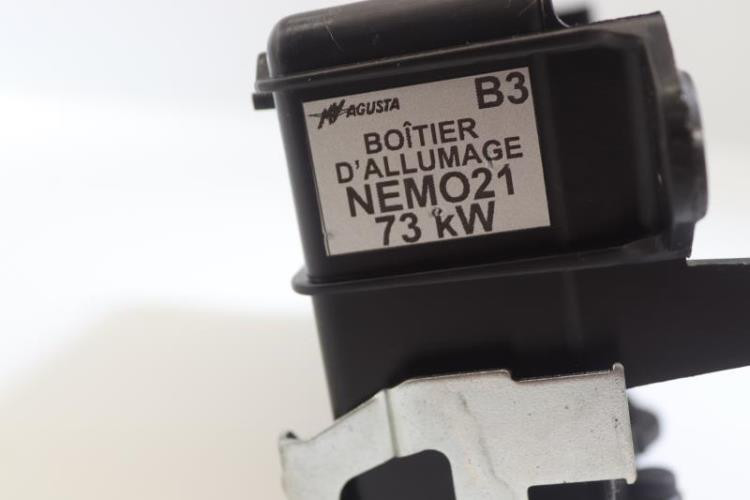 MV AGUSTA
B3
BOÎTIER
D'ALLUMAGE
NEMO21
73 kW